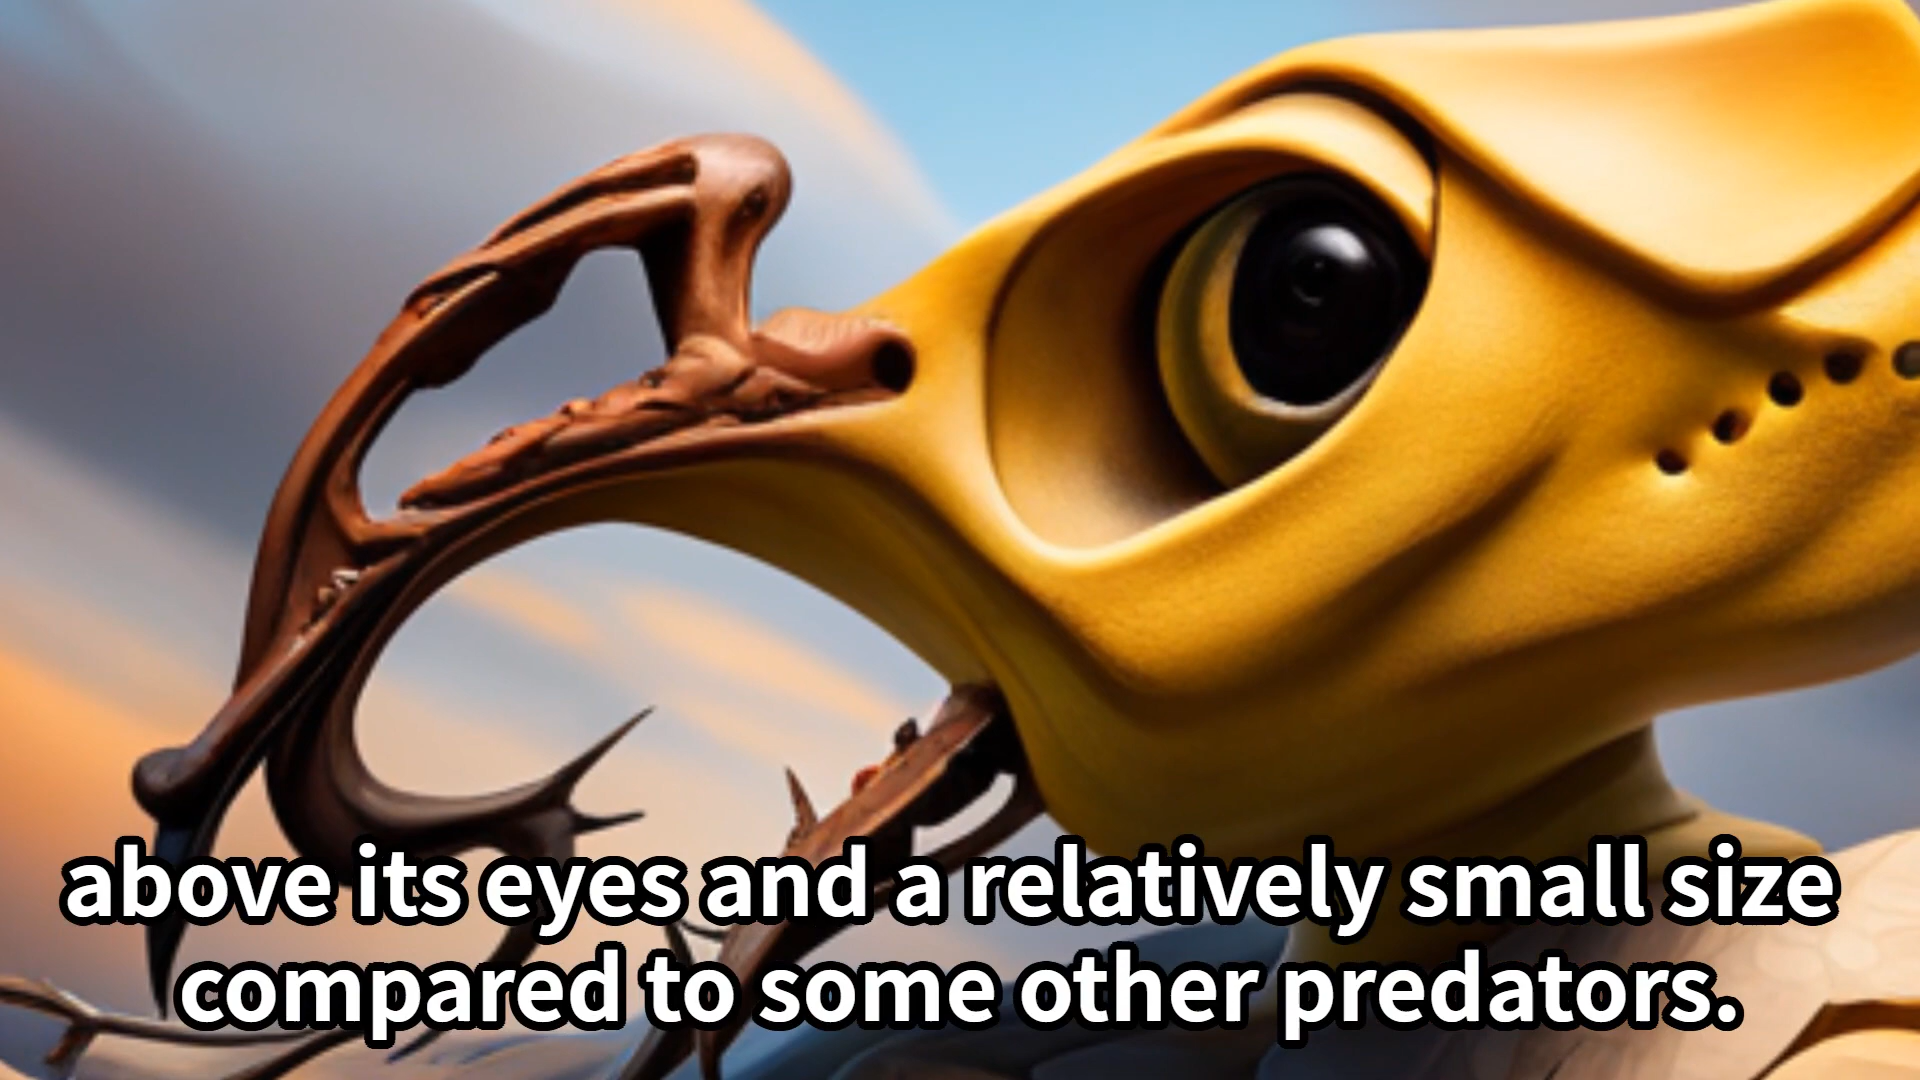 above its eyes and a relatively small size
compared to some other predators.